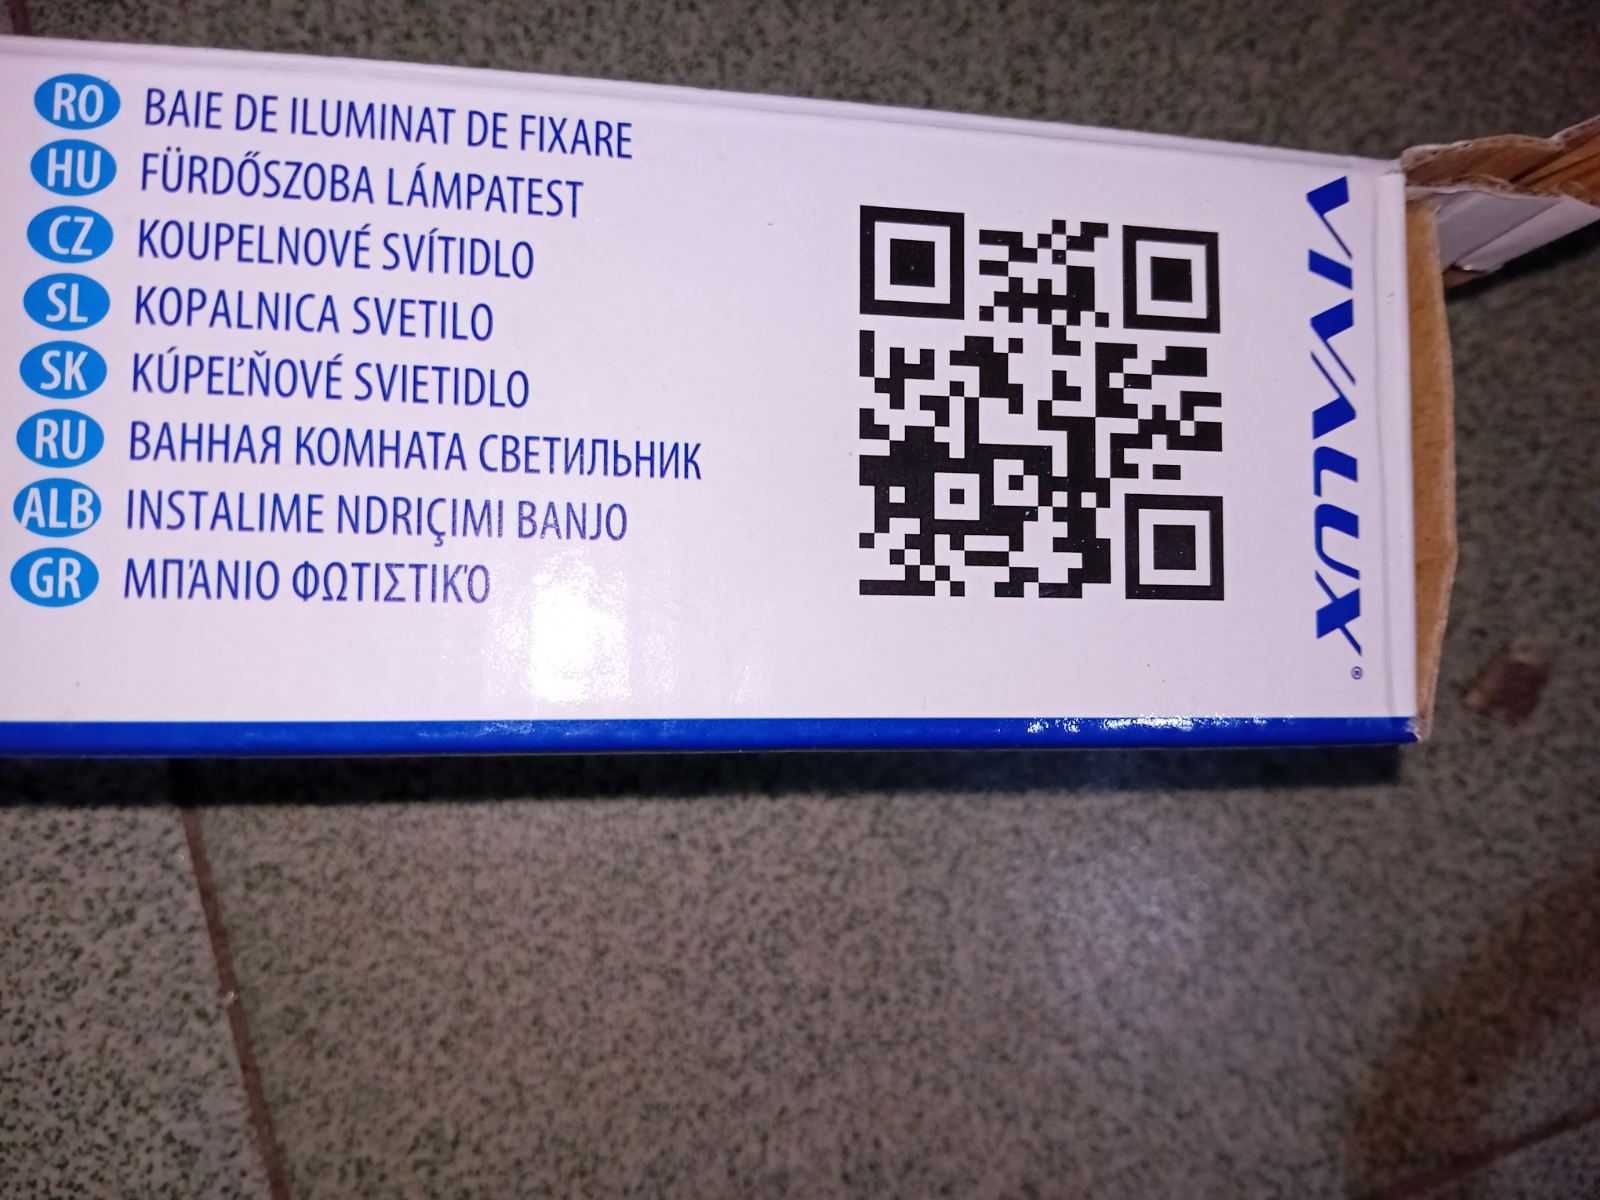 RO BAIE DE ILUMINAT DE FIXARE
HU FÜRDŐSZOBA LÁMPATEST
CZ KOUPELNOVÉ SVÍTIDLO
SL KOPALNICA SVETILO
SK KÚPEĽŇOVÉ SVIETIDLO
RU ВАННАЯ КОМНАТА СВЕТИЛЬНИК
ALB INSTALIME NDRIÇIMI BANJO
GR ΜΠΆΝΙΟ ΦΩΤΙΣΤΙΚΌ
VIVALUX®